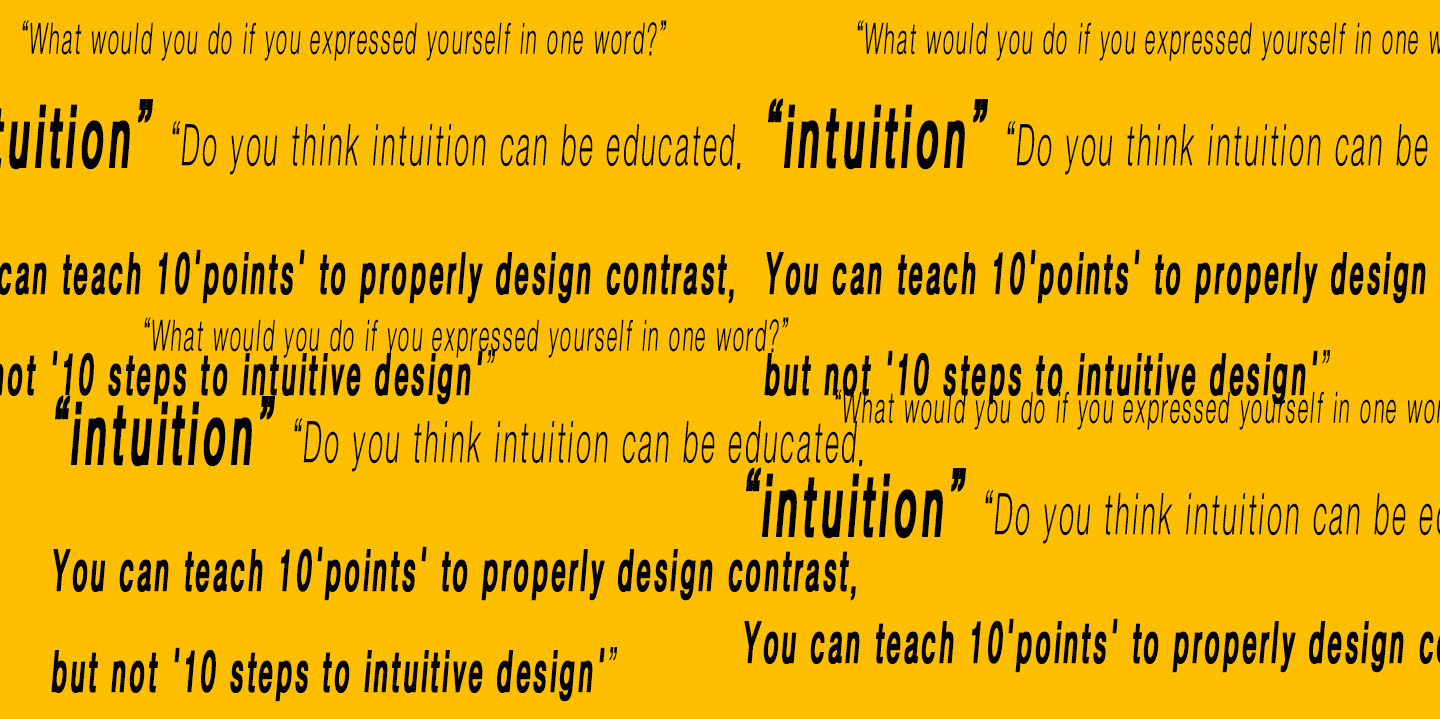 “What would you do if you expressed yourself in one word?”
“What would you do if you expressed yourself in one
tuition” “Do you think intuition can be educated.
“intuition” “Do you think intuition can be
can teach 10'points' to properly design contrast,
You can teach 10'points' to properly design
“What would you do if you expressed yourself in one word?”
not '10 steps to intuitive design'”
but not '10 steps to intuitive design'”
“What would you do if you expressed yourself in one wor
“intuition” “Do you think intuition can be educated.
“intuition” “Do you think intuition can be e
You can teach 10'points' to properly design contrast,
You can teach 10'points' to properly design c
but not '10 steps to intuitive design'”